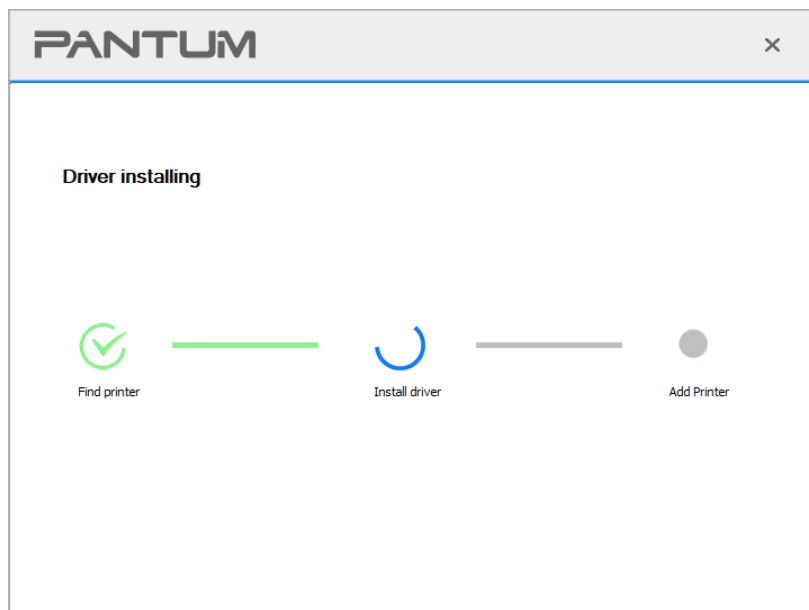 PANTUM
Driver installing
Find printer
Install driver
Add Printer